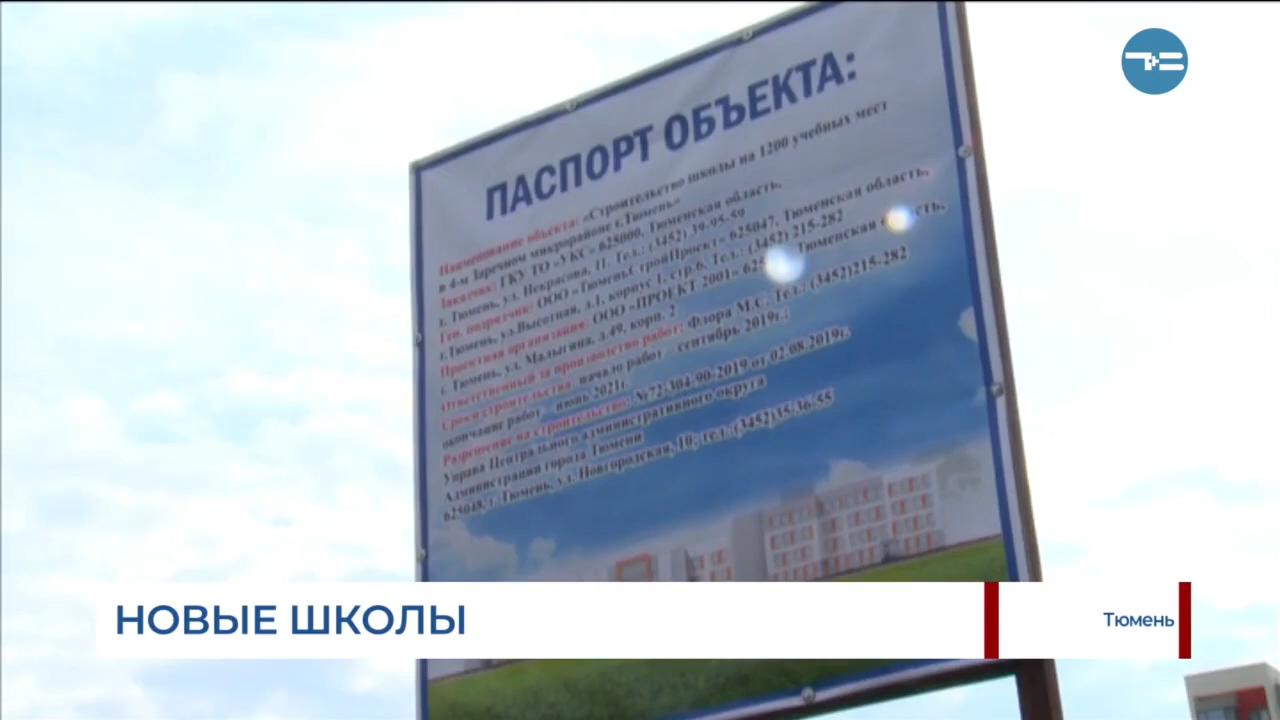 ПАСПОРТ ОБЪЕКТА:
Наименование объекта: «Строительство школы на 1200 учебных мест
в 4-м Заречном микрорайоне г.Тюмень»
Заказчик: ГКУ ТО «УКС» 625000, Тюменская область,
г. Тюмень, ул. Некрасова, 11. Тел.: (3452) 39-95-59
Ген. подрядчик: ООО «ТюменьСтройПроект» 625047, Тюменская область,
г.Тюмень, ул.Высотная, д.1, корпус 1, стр.6, Тел.: (3452) 215-282
Проектная организация: ООО «ПРОЕКТ 2001» Тюменская
г. Тюмень, ул. Малыгина, д.49, корп. 2
Ответственный за производство работ: Флора М.С. Тел.: (3452)215-282
Сроки строительства: начало работ – сентябрь 2019г.;
окончание работ – июнь 2021г.
Разрешение на строительство: №72-304-90-2019 от 02.08.2019г.
Управа Центрального административного округа
Администрации города Тюмени
625048, г. Тюмень, ул. Новгородская, 10; тел.:(3452)35-36-55
НОВЫЕ ШКОЛЫ
Тюмень